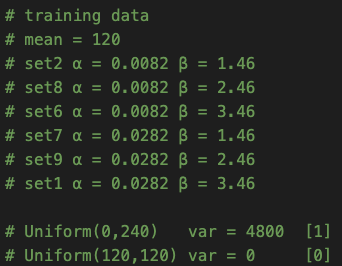 # training data
# mean = 120
# set2 α = 0.0082 β = 1.46
# set8 α = 0.0082 β = 2.46
# set6 α = 0.0082 β = 3.46
# set7 α = 0.0282 β = 1.46
# set9 α = 0.0282 β = 2.46
# set1 α = 0.0282 β = 3.46
# Uniform(0,240)   var = 4800  [1]
# Uniform(120,120) var = 0     [0]